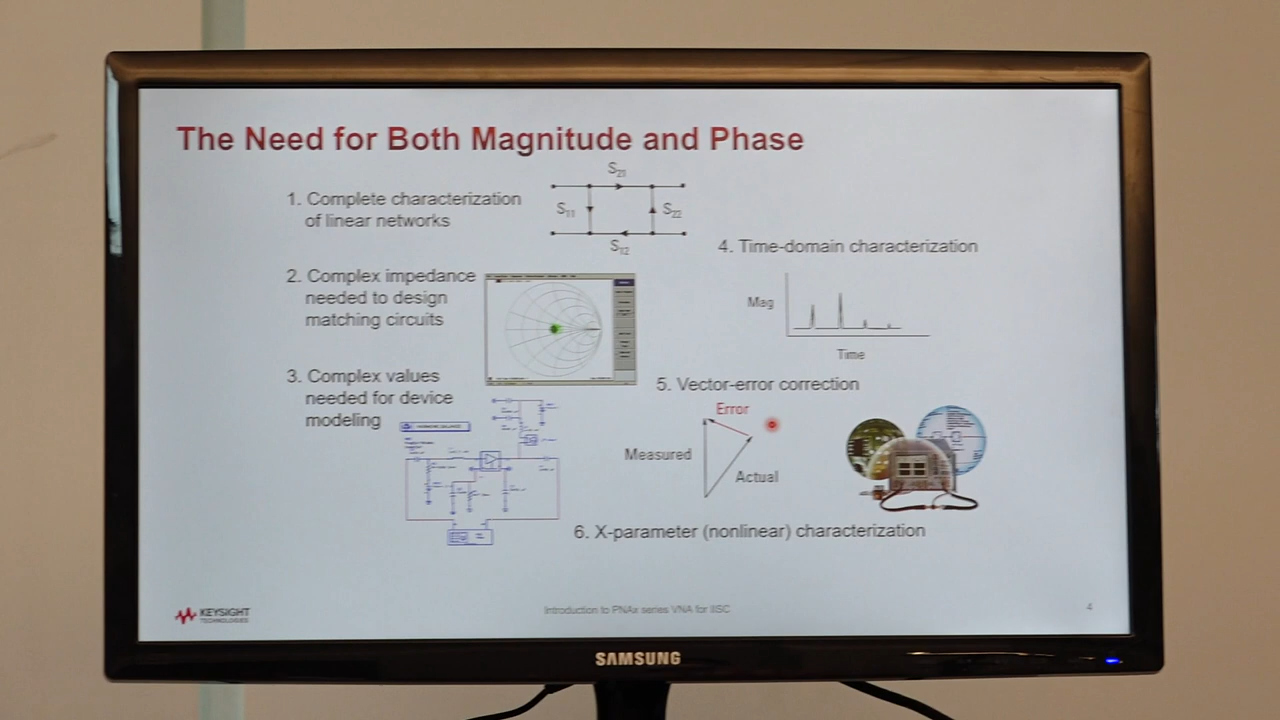 The Need for Both Magnitude and Phase
1. Complete characterization
of linear networks
S21
S11
S22
S12
2. Complex impedance
needed to design
matching circuits
3. Complex values
needed for device
modeling
4. Time-domain characterization
Mag
Time
5. Vector-error correction
Error
Measured
Actual
6. X-parameter (nonlinear) characterization
KEYSIGHT
TECHNOLOGIES
Introduction to PNAx series VNA for IISC
4
SAMSUNG